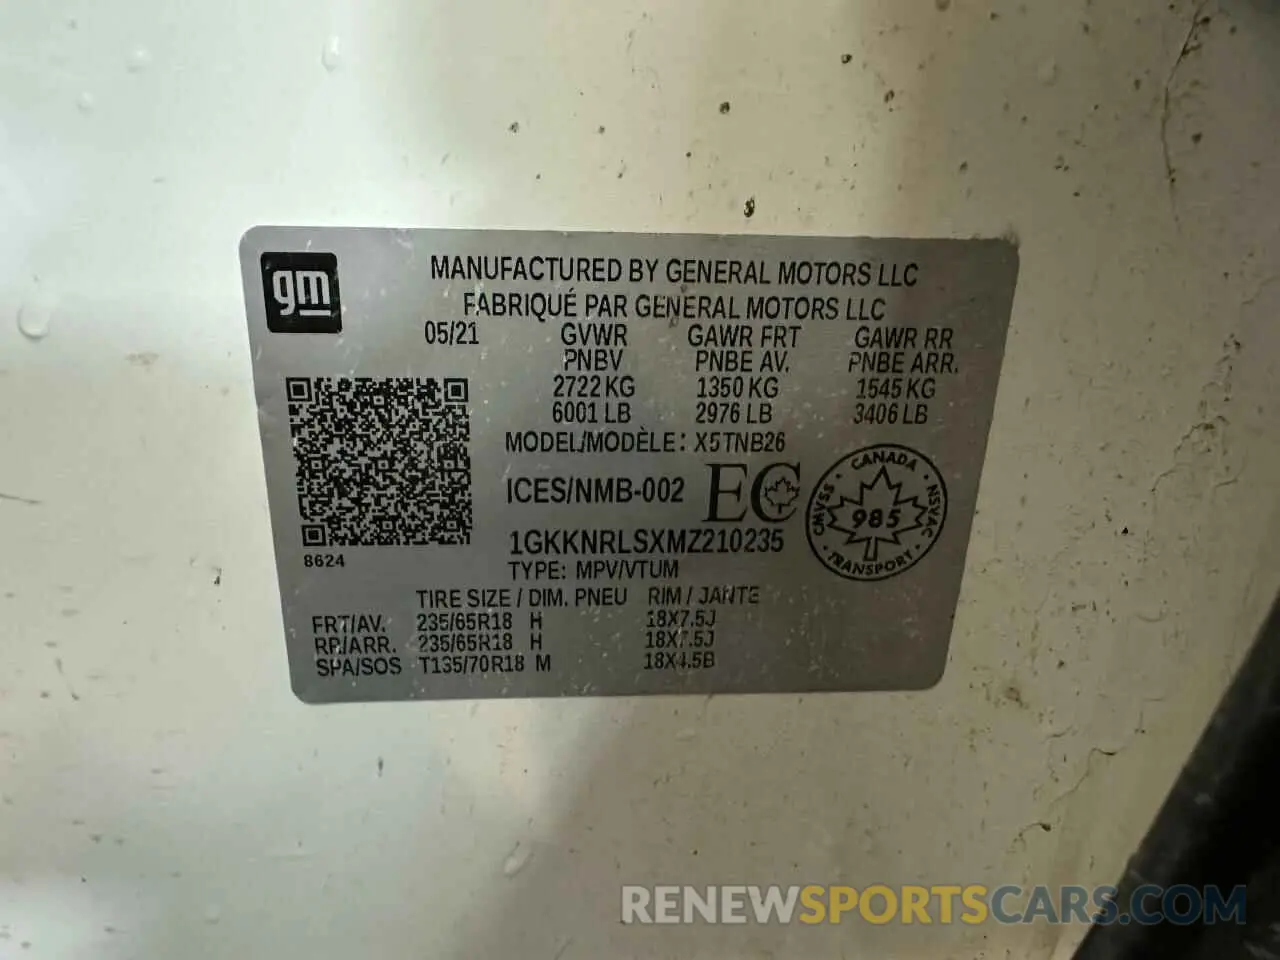 gm
MANUFACTURED BY GENERAL MOTORS LLC
FABRIQUÉ PAR GENERAL MOTORS LLC
05/21 GVWR GAWR FRT GAWR RR
PNBV PNBE AV. PNBE ARR.
2722 KG 1350 KG 1545 KG
6001 LB 2976 LB 3406 LB
MODEL/MODÈLE: X5TNB26
ICES/NMB-002 EC
CANADA
CMVSS 985 NSVAC
TRANSPORT
1GKKNRLSXMZ210235
8624
TYPE: MPV/VTUM
TIRE SIZE / DIM. PNEU RIM / JANTE
FRT/AV. 235/65R18 H 18X7.5J
RR/ARR. 235/65R18 H 18X7.5J
SPA/SOS T135/70R18 M 18X4.5B
RENEWSPORTSCARS.COM